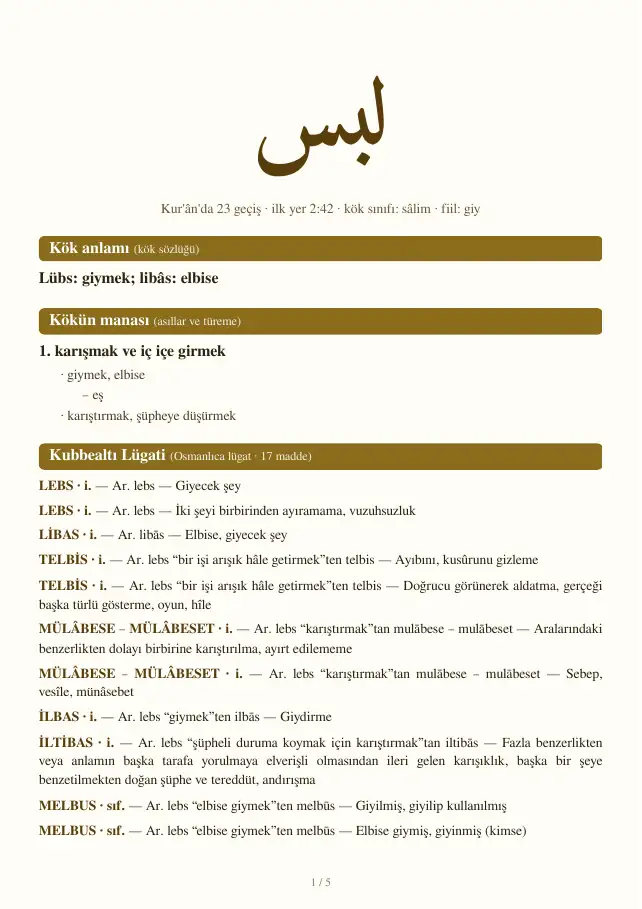 لبس
Kur'ân'da 23 geçiş · ilk yer 2:42 · kök sınıfı: sâlim · fiil: giy
Kök anlamı (kök sözlüğü)
Lübs: giymek; libâs: elbise
Kökün manası (asıllar ve türeme)
1. karışmak ve iç içe girmek
· giymek, elbise
– eş
· karıştırmak, şüpheye düşürmek
Kubbealtı Lügati (Osmanlıca lügat · 17 madde)
LEBS · i. — Ar. lebs — Giyecek şey
LEBS · i. — Ar. lebs — İki şeyi birbirinden ayıramama, vuzuhsuzluk
LİBAS · i. — Ar. libās — Elbise, giyecek şey
TELBİS · i. — Ar. lebs “bir işi arışık hâle getirmek”ten telbіs — Ayıbını, kusûrunu gizleme
TELBİS · i. — Ar. lebs “bir işi arışık hâle getirmek”ten telbis — Doğrucu görünerek aldatma, gerçeği
başka türlü gösterme, oyun, hîle
MÜLÂBESE – MÜLÂBESET · i. — Ar. lebs “karıştırmak”tan mulābese – mulābeset — Aralarındaki
benzerlikten dolayı birbirine karıştırılma, ayırt edilememe
MÜLÂBESE – MÜLÂBESET · i. — Ar. lebs “karıştırmak”tan mulābese – mulābeset — Sebep,
vesîle, münâsebet
İLBAS · i. — Ar. lebs “giymek”ten ilbās — Giydirme
İLTİBAS · i. — Ar. lebs “şüpheli duruma koymak için karıştırmak”tan iltibās — Fazla benzerlikten
veya anlamın başka tarafa yorulmaya elverişli olmasından ileri gelen karışıklık, başka bir şeye
benzetilmekten doğan şüphe ve tereddüt, andırışma
MELBUS · sıf. — Ar. lebs “elbise giymek”ten melbūs — Giyilmiş, giyilip kullanılmış
MELBUS · sıf. — Ar. lebs “elbise giymek”ten melbūs — Elbise giymiş, giyinmiş (kimse)
1 / 5